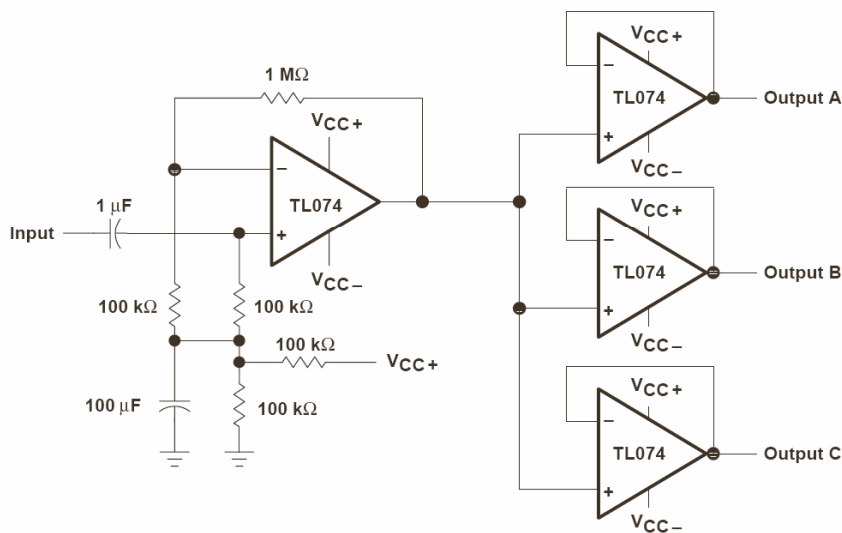 1 MΩ
VCC+
TL074
VCC−
Input
1 μF
100 kΩ
100 kΩ
100 kΩ
VCC+
100 μF
100 kΩ
VCC+
TL074
VCC−
Output A
VCC+
TL074
VCC−
Output B
VCC+
TL074
VCC−
Output C